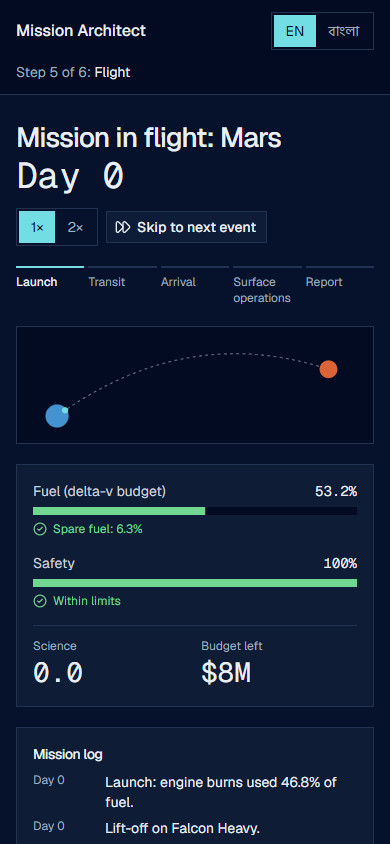 Mission Architect
EN
বাংলা
Step 5 of 6: Flight
Mission in flight: Mars
Day 0
1×
2×
Skip to next event
Launch
Transit
Arrival
Surface operations
Report
Fuel (delta-v budget)
53.2%
Spare fuel: 6.3%
Safety
100%
Within limits
Science
Budget left
0.0
$8M
Mission log
Day 0
Launch: engine burns used 46.8% of
fuel.
Day 0
Lift-off on Falcon Heavy.